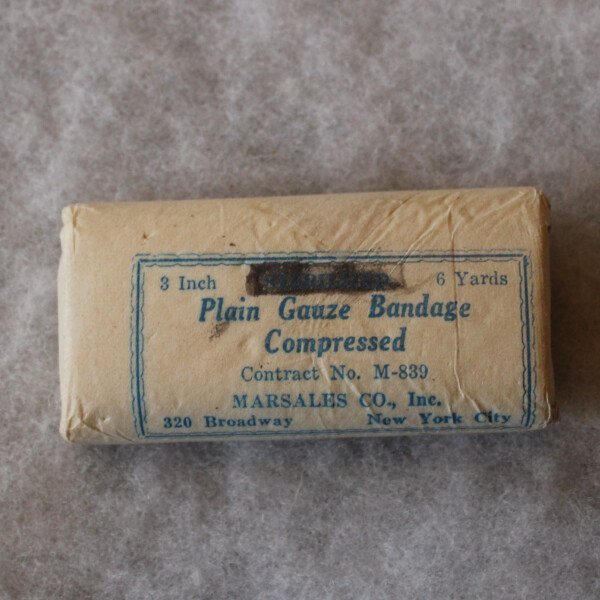 3 Inch 6 Yards
Plain Gauze Bandage
Compressed
Contract No. M-839
MARSALES CO., Inc.
320 Broadway New York City